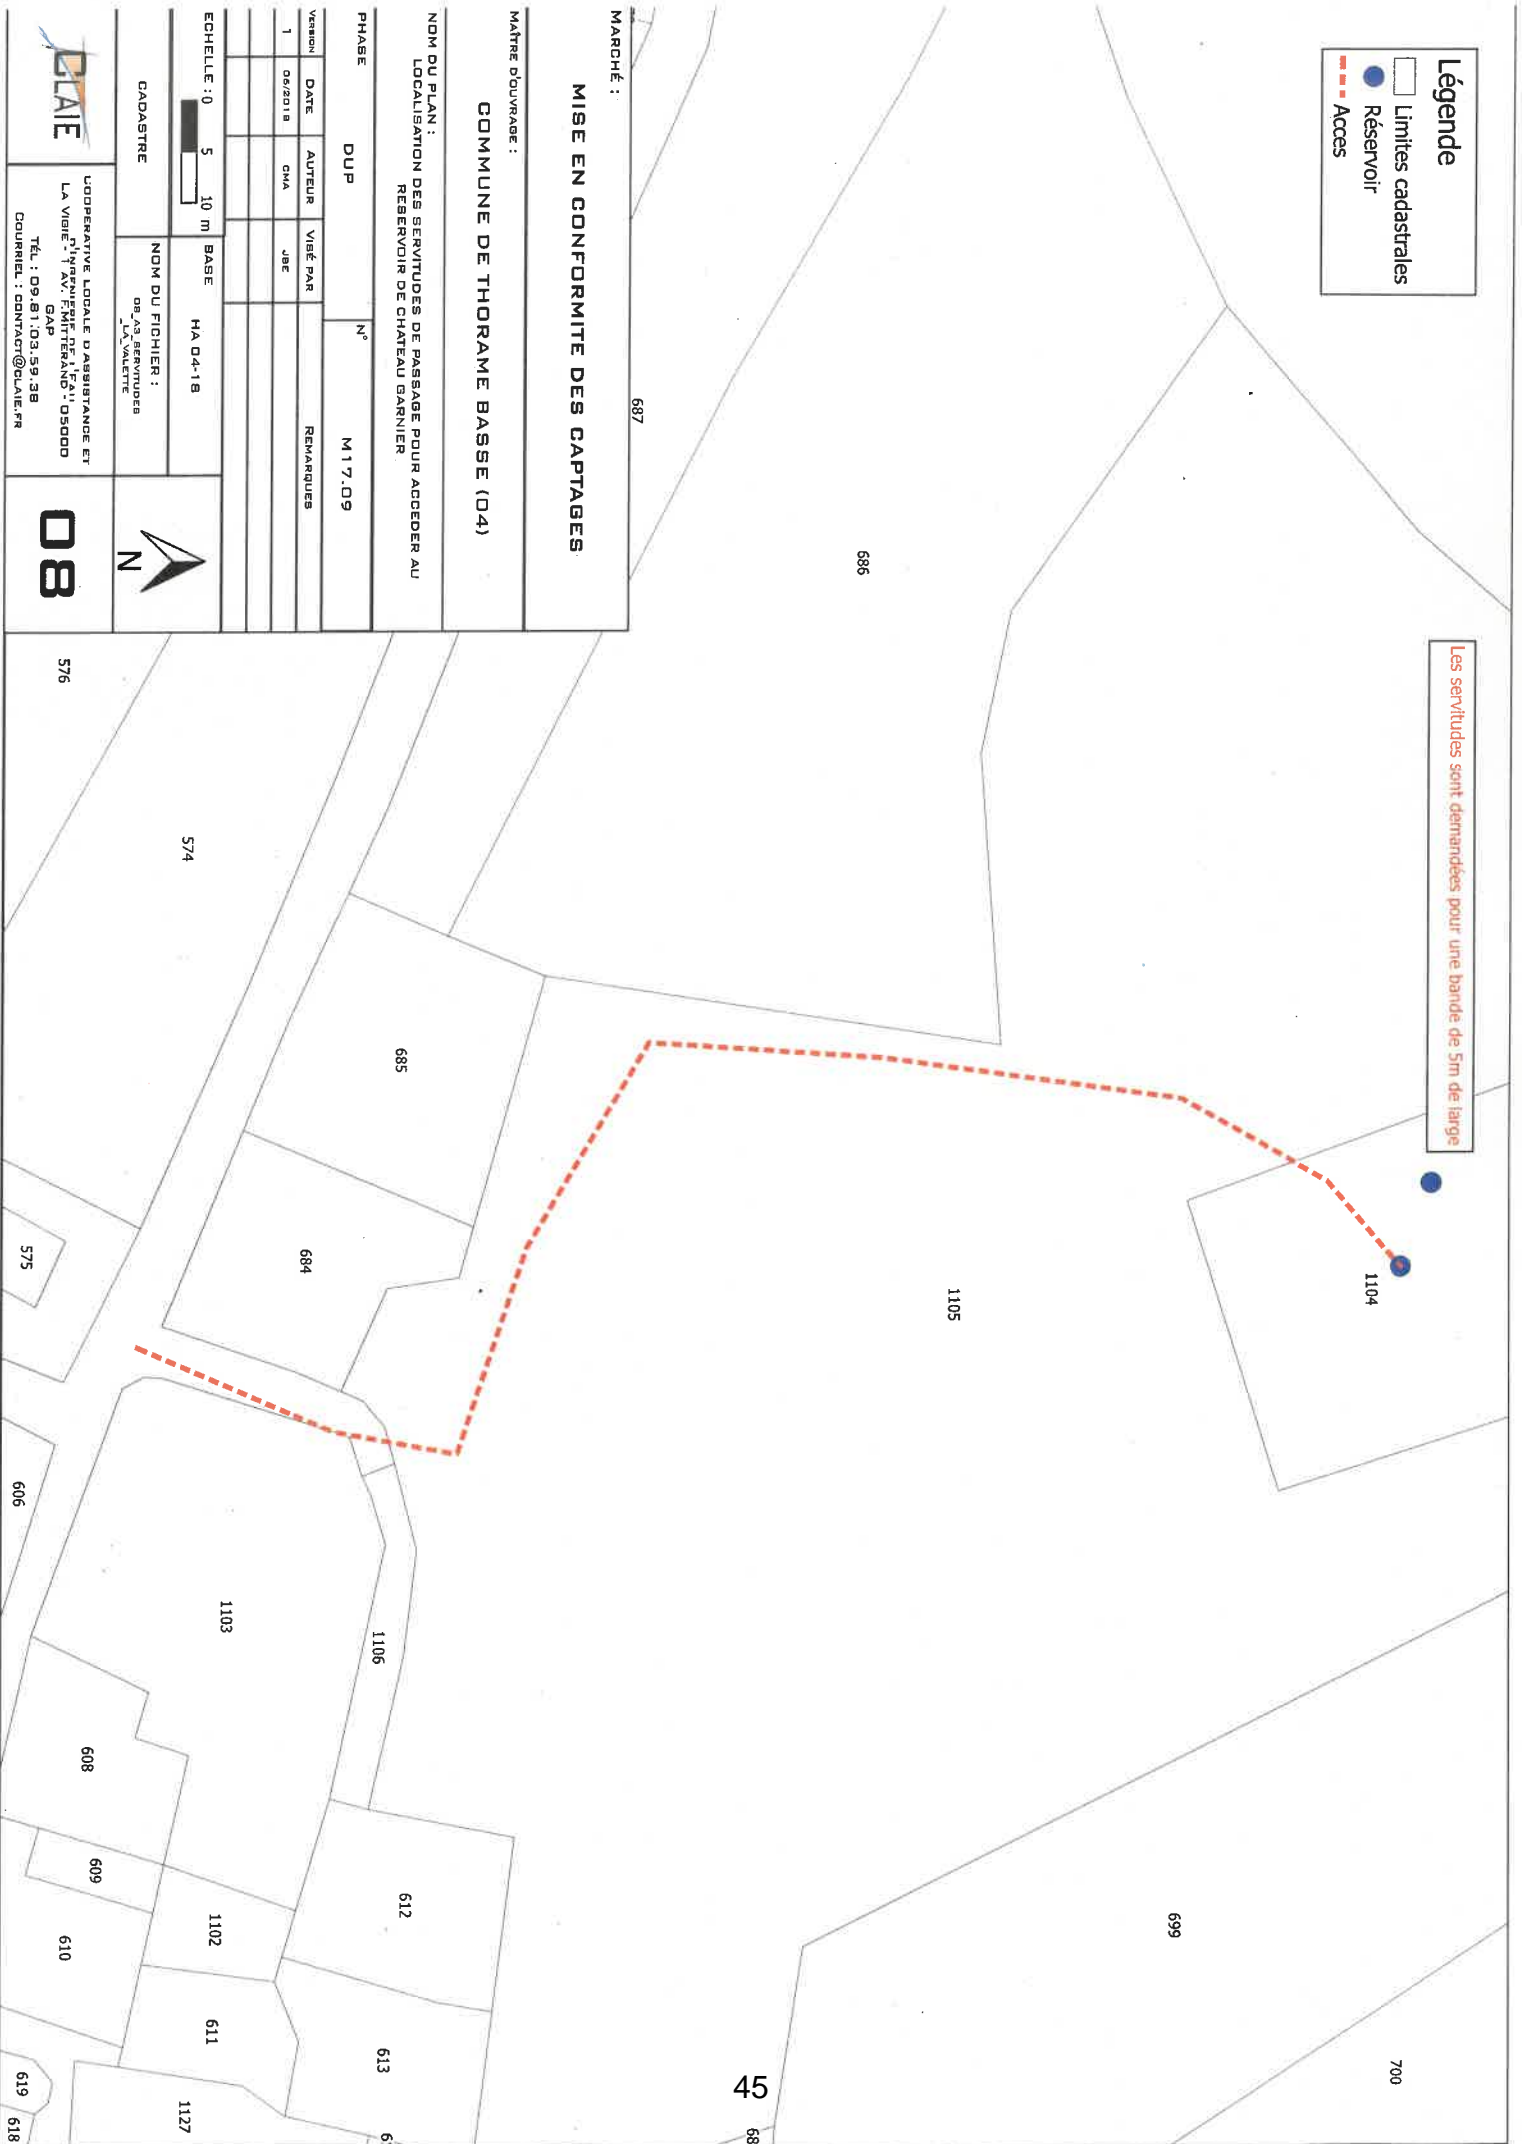 Légende
Limites cadastrales
Réservoir
Acces
Les servitudes sont demandées pour une bande de 5m de large
687
686
1104
1105
699
700
685
684
574
576
575
606
1103
1106
608
609
610
1102
611
612
613
1127
619
618
68
MARCHÉ :
MISE EN CONFORMITE DES CAPTAGES
MAÎTRE D'OUVRAGE :
COMMUNE DE THORAME BASSE (04)
NOM DU PLAN :
LOCALISATION DES SERVITUDES DE PASSAGE POUR ACCEDER AU
RESERVOIR DE CHATEAU GARNIER
PHASE
DUP
N°
M17.09
VERSION DATE AUTEUR VISÉ PAR REMARQUES
1 06/2018 CMA JBE
ECHELLE : 0 5 10 m
BASE
HA 04-18
CADASTRE
NOM DU FICHIER :
08_A3_SERVITUDES
_LA_VALETTE
N
CLAIE
COOPERATIVE LOCALE D'ASSISTANCE ET
D'INGENIERIE DE L'EAU
LA VIGIE - 1 AV. F.MITTERAND - 05000
GAP
TÉL : 09.81.03.59.38
COURRIEL : CONTACT@CLAIE.FR
08
45